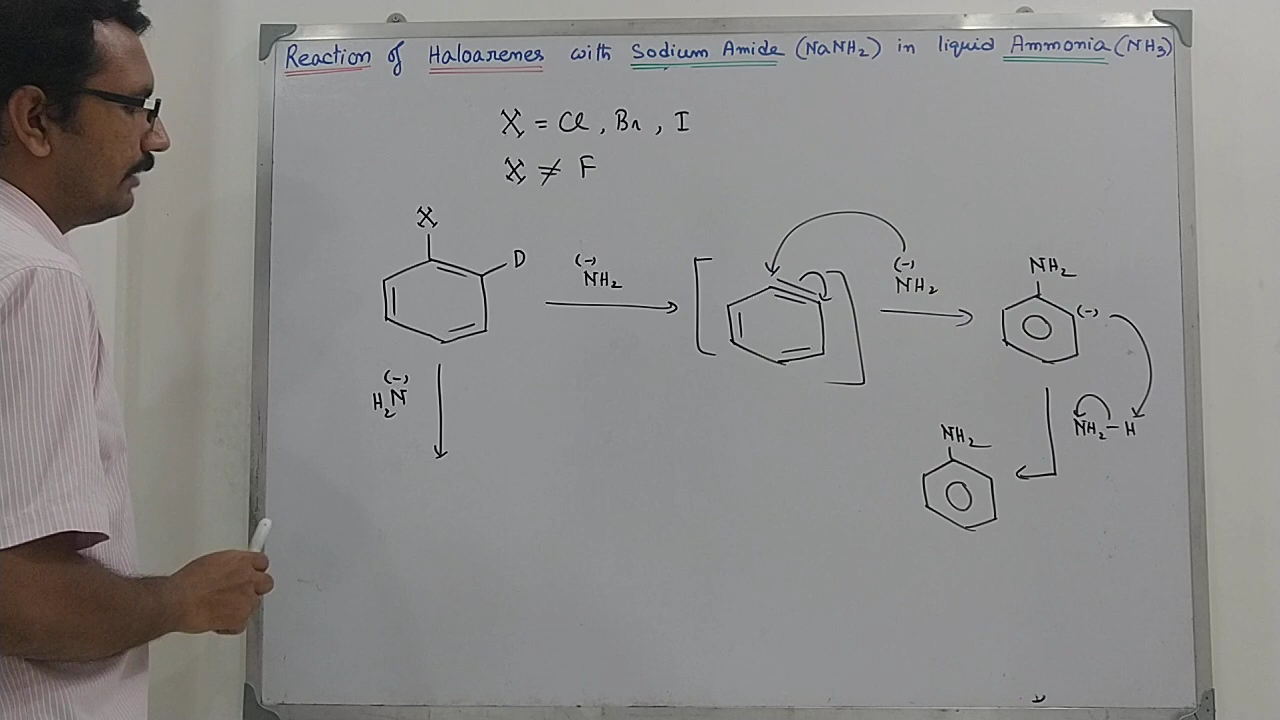 Reaction of Haloarenes with Sodium Amide (NaNH2) in liquid Ammonia (NH3)
X = Cl, Br, I
X ≠ F
X
D
(-)
NH2
(-)
NH2
NH2
(-)
(-)
H2N
NH2-H
NH2